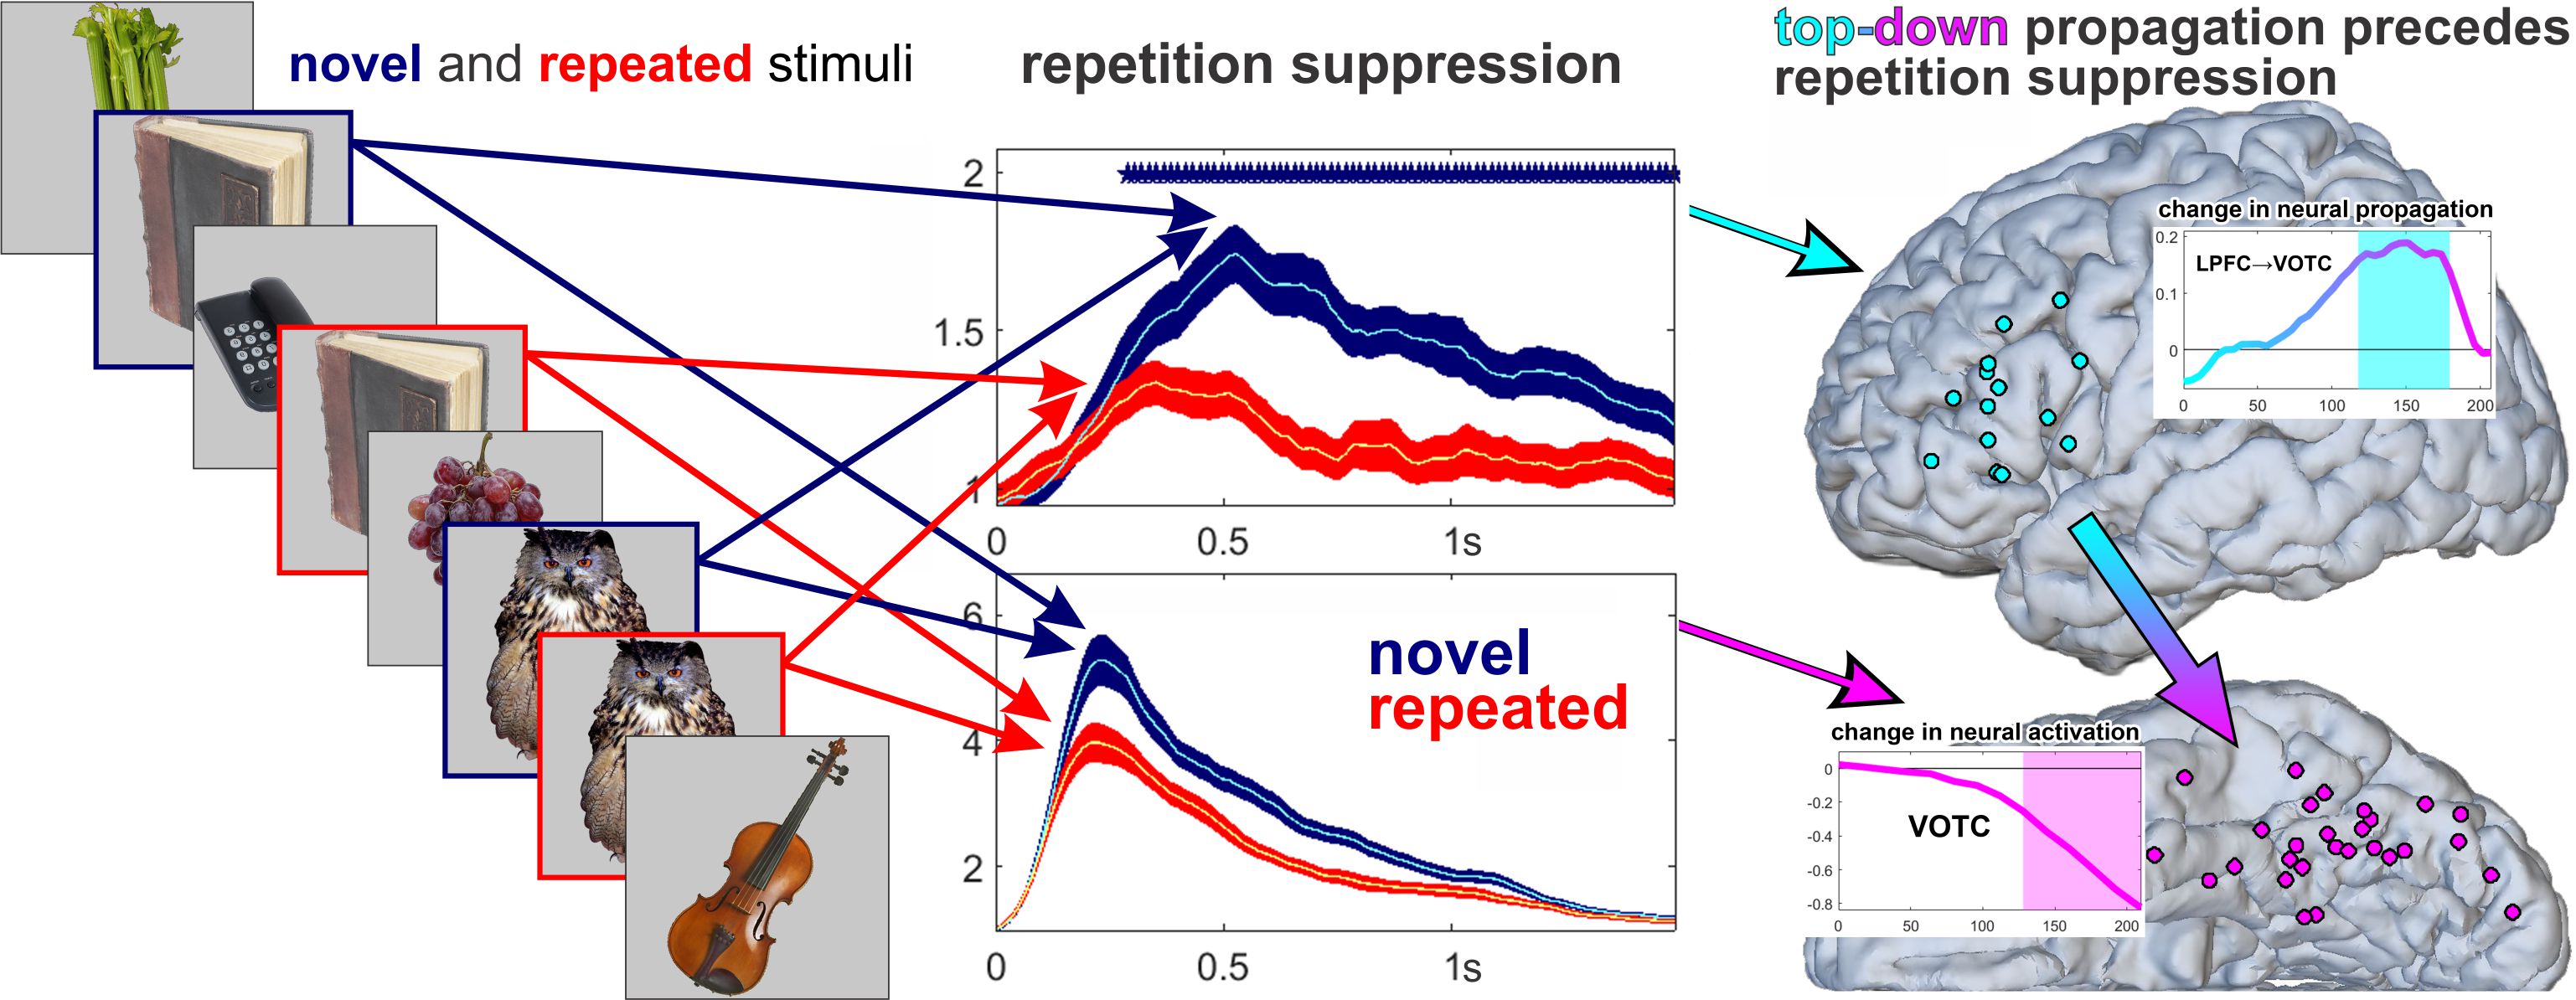 novel and repeated stimuli
repetition suppression
top-down propagation precedes
repetition suppression
2
1.5
1
0
0.5
1s
6
4
2
0
0.5
1s
novel
repeated
change in neural propagation
0.2
0.1
0
LPFC→VOTC
0
50
100
150
200
change in neural activation
0
-0.2
-0.4
-0.6
-0.8
VOTC
0
50
100
150
200